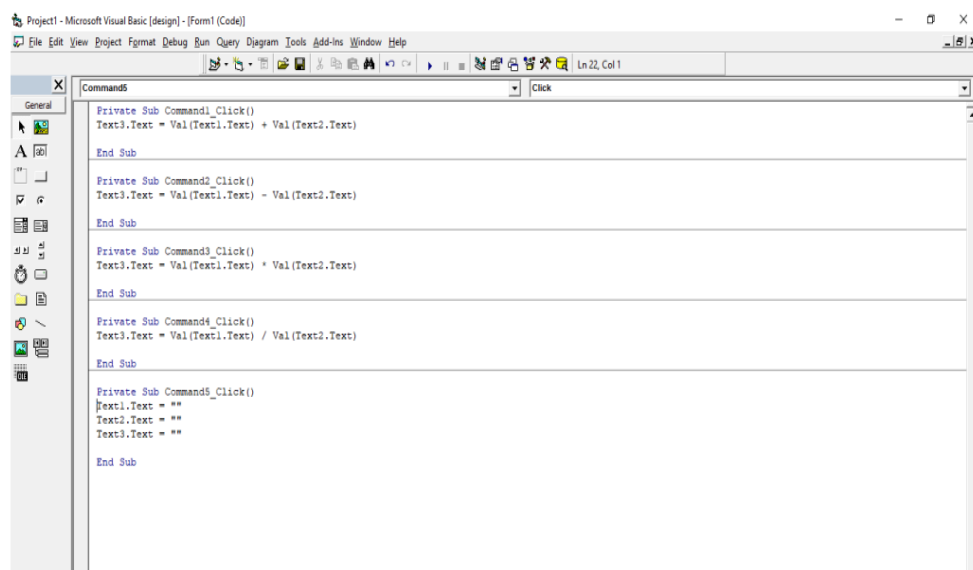 Project1 - Microsoft Visual Basic [design] - [Form1 (Code)]
File Edit View Project Format Debug Run Query Diagram Tools Add-Ins Window Help
Ln 22, Col 1
Command5 Click
General
Private Sub Command1_Click()
Text3.Text = Val(Text1.Text) + Val(Text2.Text)
End Sub
Private Sub Command2_Click()
Text3.Text = Val(Text1.Text) - Val(Text2.Text)
End Sub
Private Sub Command3_Click()
Text3.Text = Val(Text1.Text) * Val(Text2.Text)
End Sub
Private Sub Command4_Click()
Text3.Text = Val(Text1.Text) / Val(Text2.Text)
End Sub
Private Sub Command5_Click()
Text1.Text = ""
Text2.Text = ""
Text3.Text = ""
End Sub